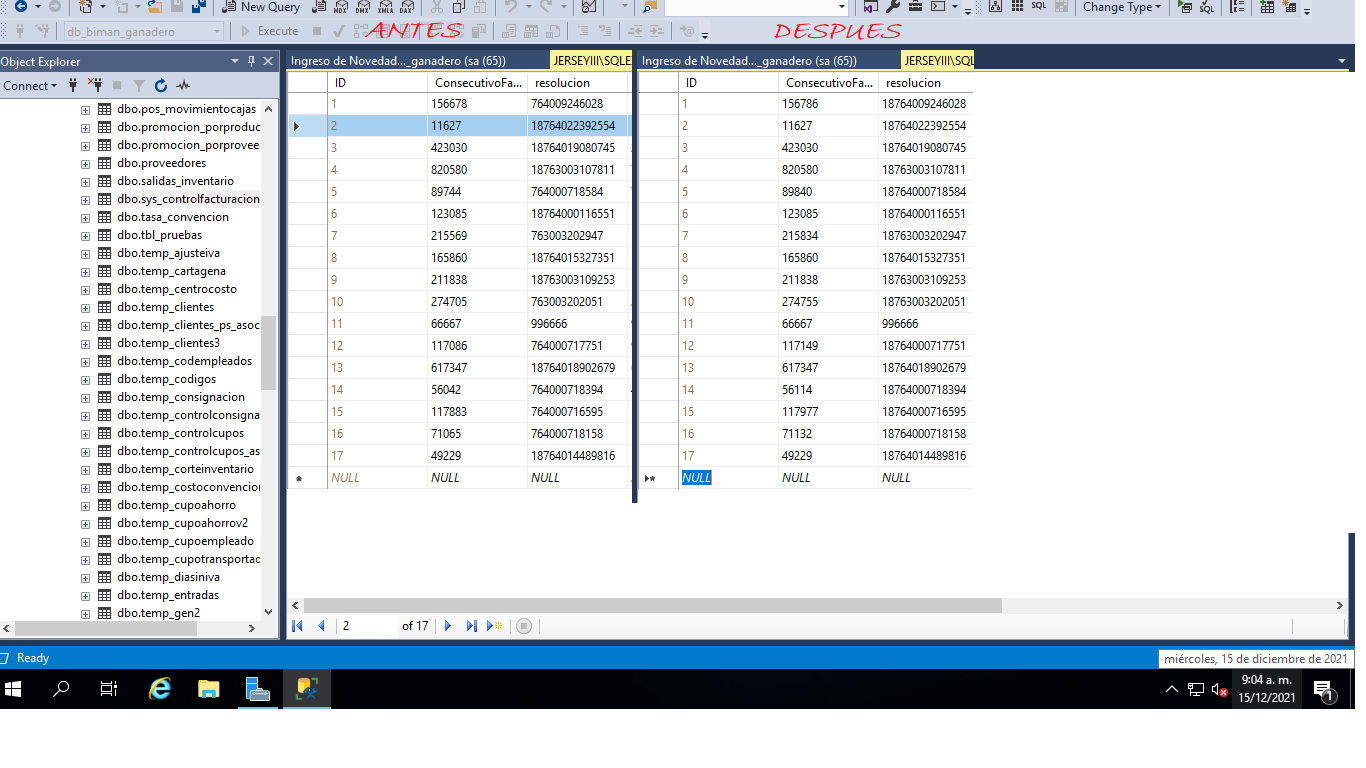 New Query
MDX DMX XMLA DAX
SQL
Change Type
SQL
db_biman_ganadero
Execute
ANTES
DESPUES
Object Explorer
Connect
dbo.pos_movimientocajas
dbo.promocion_porproduc
dbo.promocion_porprovee
dbo.proveedores
dbo.salidas_inventario
dbo.sys_controlfacturacion
dbo.tasa_convencion
dbo.tbl_pruebas
dbo.temp_ajusteiva
dbo.temp_cartagena
dbo.temp_centrocosto
dbo.temp_clientes
dbo.temp_clientes_ps_asoc
dbo.temp_clientes3
dbo.temp_codempleados
dbo.temp_codigos
dbo.temp_consignacion
dbo.temp_controlconsigna
dbo.temp_controlcupos
dbo.temp_controlcupos_as
dbo.temp_corteinventario
dbo.temp_costoconvencion
dbo.temp_cupoahorro
dbo.temp_cupoahorrov2
dbo.temp_cupoempleado
dbo.temp_cupotransportad
dbo.temp_diasiniva
dbo.temp_entradas
dbo.temp_gen2
Ingreso de Novedad..._ganadero (sa (65)) JERSEYIII\SQLE
ID ConsecutivoFa... resolucion
1 156678 764009246028
2 11627 18764022392554
3 423030 18764019080745
4 820580 18763003107811
5 89744 764000718584
6 123085 18764000116551
7 215569 763003202947
8 165860 18764015327351
9 211838 18763003109253
10 274705 763003202051
11 66667 996666
12 117086 764000717751
13 617347 18764018902679
14 56042 764000718394
15 117883 764000716595
16 71065 764000718158
17 49229 18764014489816
NULL NULL NULL
Ingreso de Novedad..._ganadero (sa (65)) JERSEYIII\SQL
ID ConsecutivoFa... resolucion
1 156786 18764009246028
2 11627 18764022392554
3 423030 18764019080745
4 820580 18763003107811
5 89840 18764000718584
6 123085 18764000116551
7 215834 18763003202947
8 165860 18764015327351
9 211838 18763003109253
10 274755 18763003202051
11 66667 996666
12 117149 18764000717751
13 617347 18764018902679
14 56114 18764000718394
15 117977 18764000716595
16 71132 18764000718158
17 49229 18764014489816
NULL NULL NULL
2 of 17
Ready
miércoles, 15 de diciembre de 2021
9:04 a. m.
15/12/2021
1